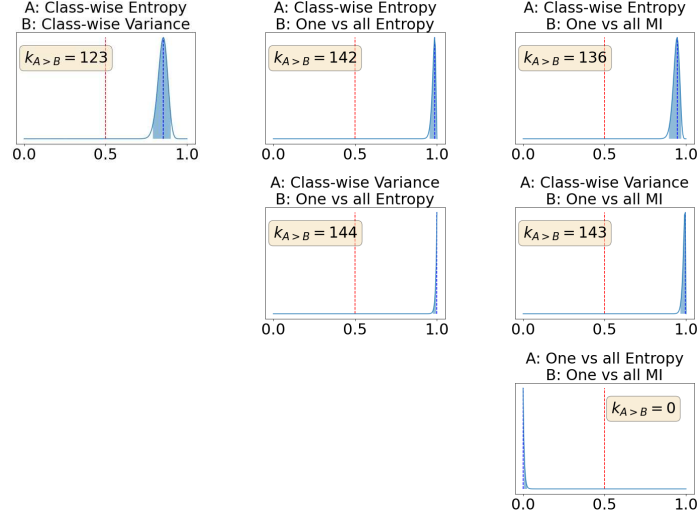 A: Class-wise Entropy
B: Class-wise Variance
k_{A>B} = 123
0.0 0.5 1.0
A: Class-wise Entropy
B: One vs all Entropy
k_{A>B} = 142
0.0 0.5 1.0
A: Class-wise Entropy
B: One vs all MI
k_{A>B} = 136
0.0 0.5 1.0
A: Class-wise Variance
B: One vs all Entropy
k_{A>B} = 144
0.0 0.5 1.0
A: Class-wise Variance
B: One vs all MI
k_{A>B} = 143
0.0 0.5 1.0
A: One vs all Entropy
B: One vs all MI
k_{A>B} = 0
0.0 0.5 1.0